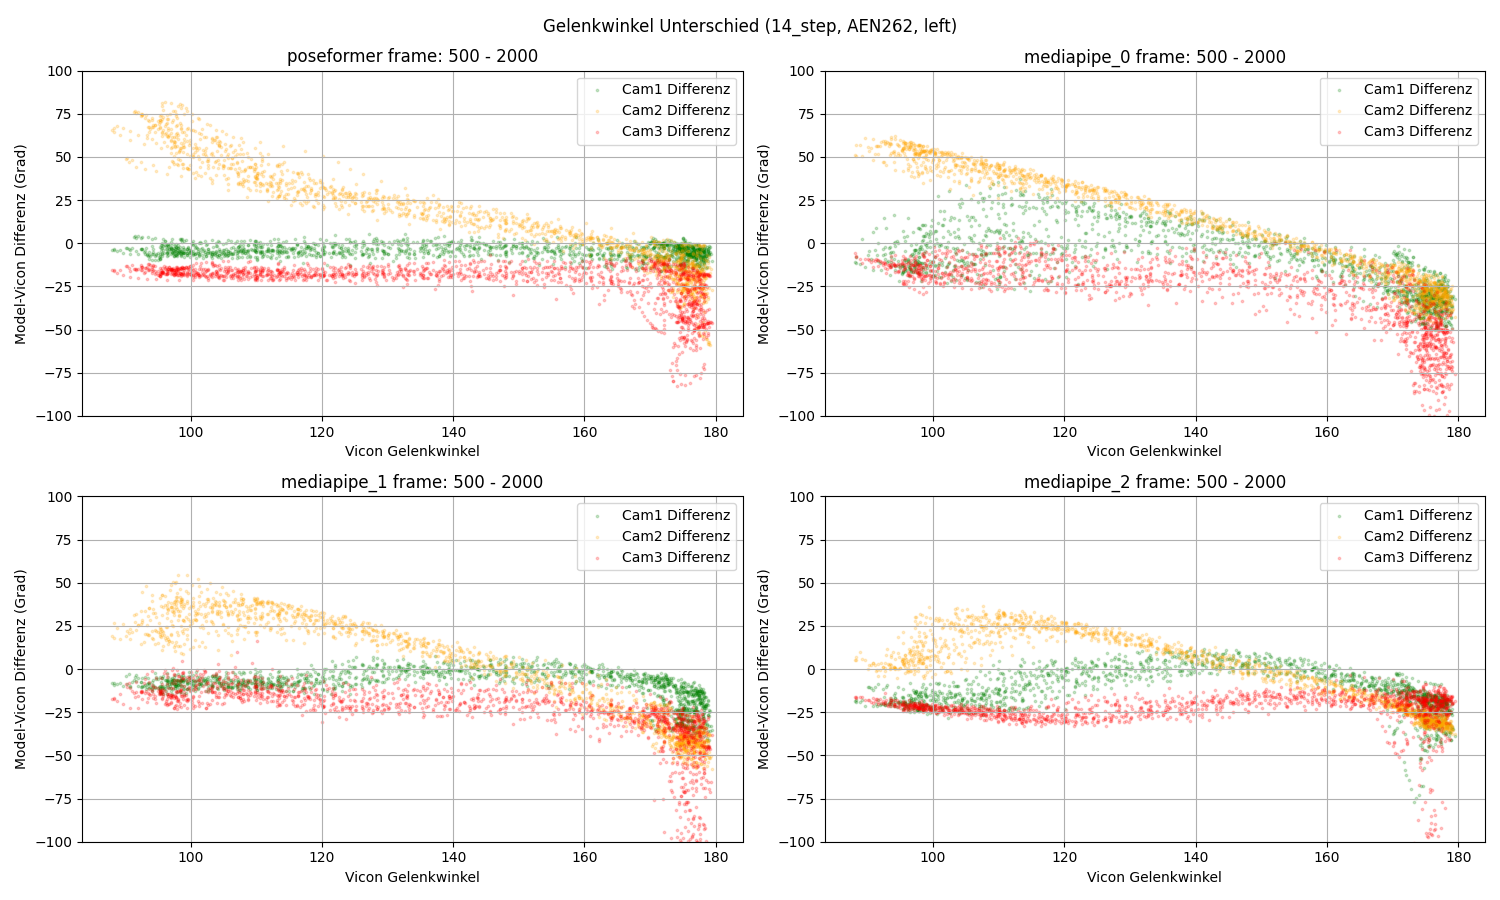 Gelenkwinkel Unterschied (14_step, AEN262, left)
poseformer frame: 500 - 2000
100
75
50
25
0
−25
−50
−75
−100
Model-Vicon Differenz (Grad)
Cam1 Differenz
Cam2 Differenz
Cam3 Differenz
100 120 140 160 180
Vicon Gelenkwinkel
mediapipe_0 frame: 500 - 2000
100
75
50
25
0
−25
−50
−75
−100
Model-Vicon Differenz (Grad)
Cam1 Differenz
Cam2 Differenz
Cam3 Differenz
100 120 140 160 180
Vicon Gelenkwinkel
mediapipe_1 frame: 500 - 2000
100
75
50
25
0
−25
−50
−75
−100
Model-Vicon Differenz (Grad)
Cam1 Differenz
Cam2 Differenz
Cam3 Differenz
100 120 140 160 180
Vicon Gelenkwinkel
mediapipe_2 frame: 500 - 2000
100
75
50
25
0
−25
−50
−75
−100
Model-Vicon Differenz (Grad)
Cam1 Differenz
Cam2 Differenz
Cam3 Differenz
100 120 140 160 180
Vicon Gelenkwinkel